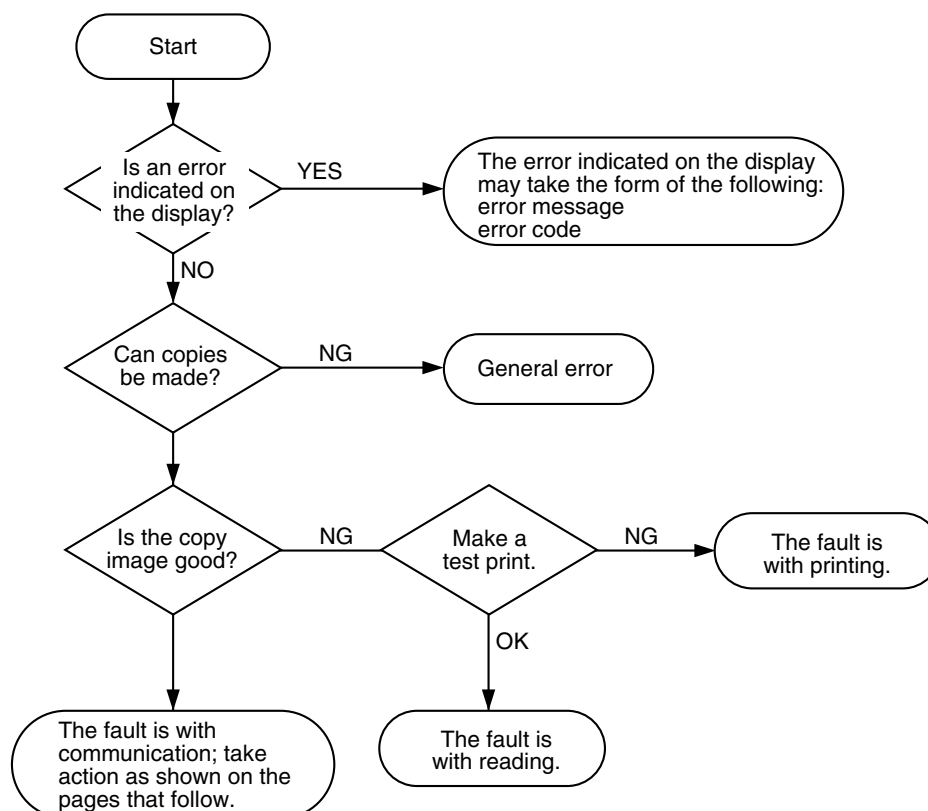 Start
Is an error
indicated on
the display?
YES
The error indicated on the display
may take the form of the following:
error message
error code
NO
Can copies
be made?
NG
General error
Is the copy
image good?
NG
Make a
test print.
NG
The fault is
with printing.
OK
The fault is with
communication; take
action as shown on the
pages that follow.
The fault is
with reading.